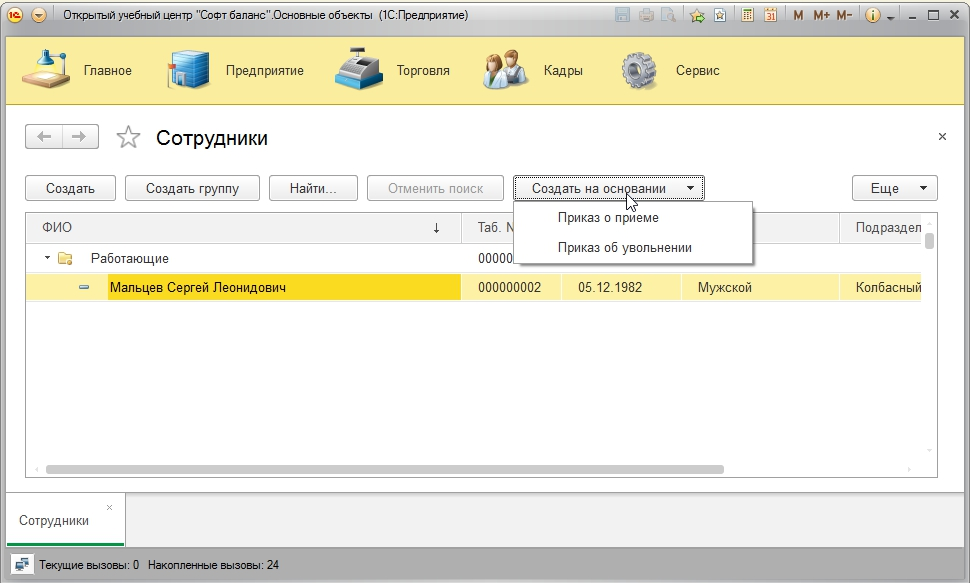 Открытый учебный центр "Софт баланс".Основные объекты (1С:Предприятие)
M M+ M-
Главное Предприятие Торговля Кадры Сервис
Сотрудники
Создать Создать группу Найти... Отменить поиск Создать на основании Еще
Приказ о приеме
Приказ об увольнении
ФИО Таб. Подраздел
Работающие 00000
Мальцев Сергей Леонидович 000000002 05.12.1982 Мужской Колбасный
Сотрудники
Текущие вызовы: 0 Накопленные вызовы: 24